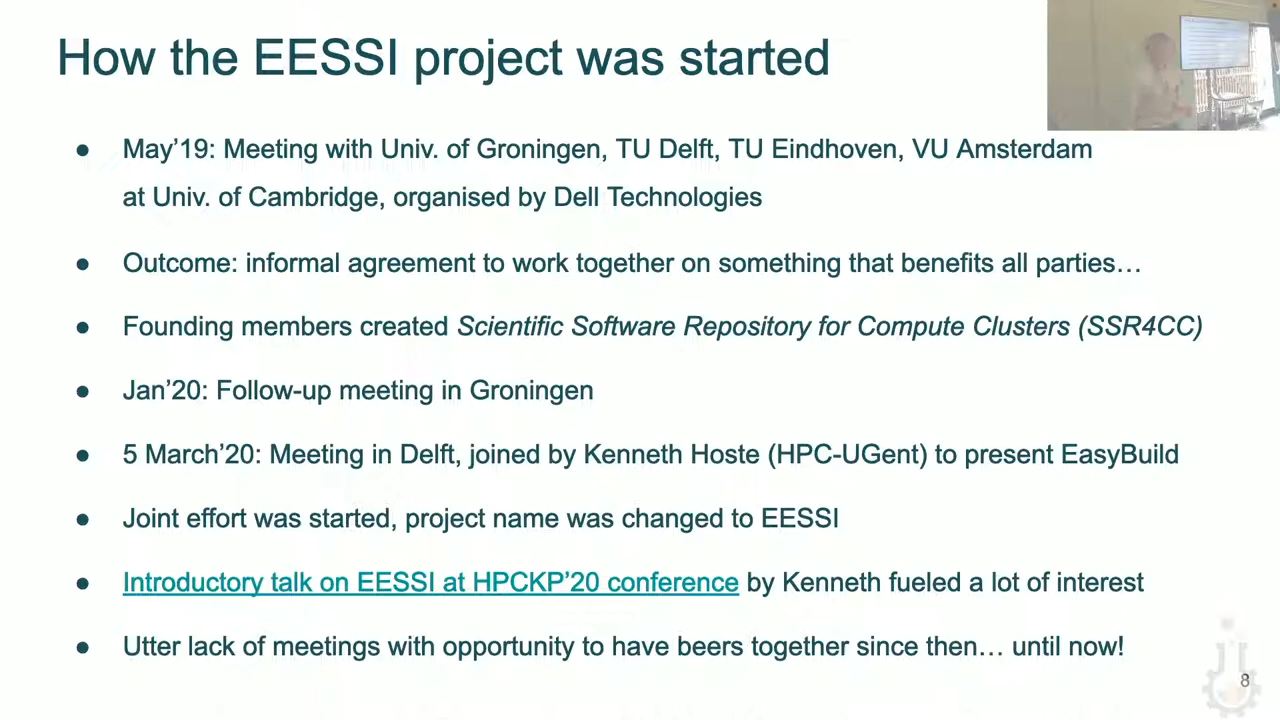 How the EESSI project was started
● May’19: Meeting with Univ. of Groningen, TU Delft, TU Eindhoven, VU Amsterdam
at Univ. of Cambridge, organised by Dell Technologies
● Outcome: informal agreement to work together on something that benefits all parties…
● Founding members created Scientific Software Repository for Compute Clusters (SSR4CC)
● Jan’20: Follow-up meeting in Groningen
● 5 March’20: Meeting in Delft, joined by Kenneth Hoste (HPC-UGent) to present EasyBuild
● Joint effort was started, project name was changed to EESSI
● Introductory talk on EESSI at HPCKP’20 conference by Kenneth fueled a lot of interest
● Utter lack of meetings with opportunity to have beers together since then… until now!
8